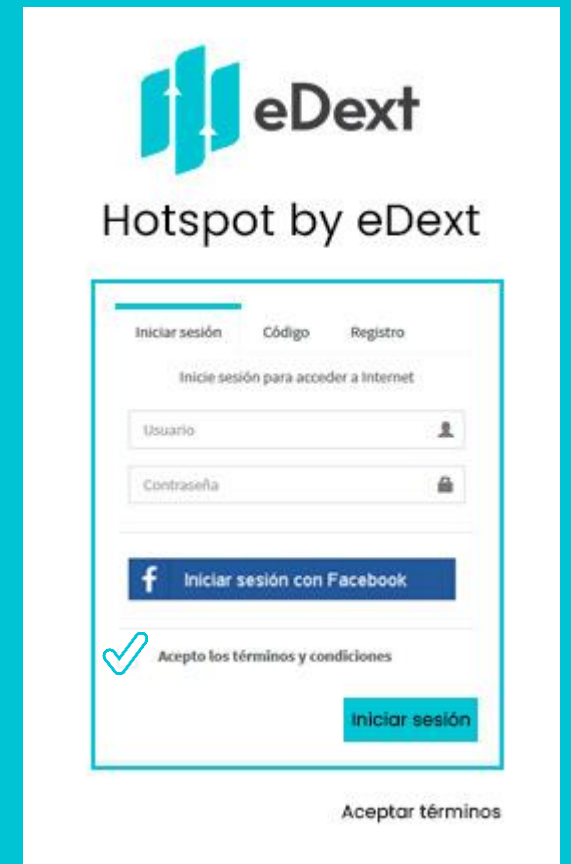 eDext
Hotspot by eDext
Iniciar sesión Código Registro
Inicie sesión para acceder a Internet
Usuario
Contraseña
f Iniciar sesión con Facebook
Acepto los términos y condiciones
Iniciar sesión
Aceptar términos